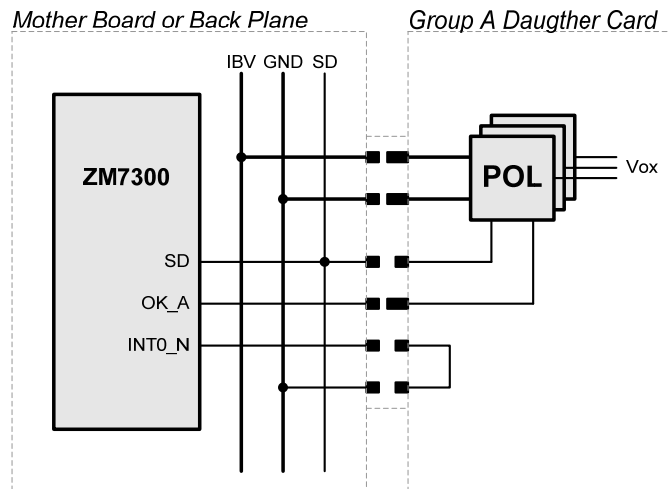 Mother Board or Back Plane
Group A Daugther Card
IBV GND SD
ZM7300
POL
Vox
SD
OK_A
INT0_N